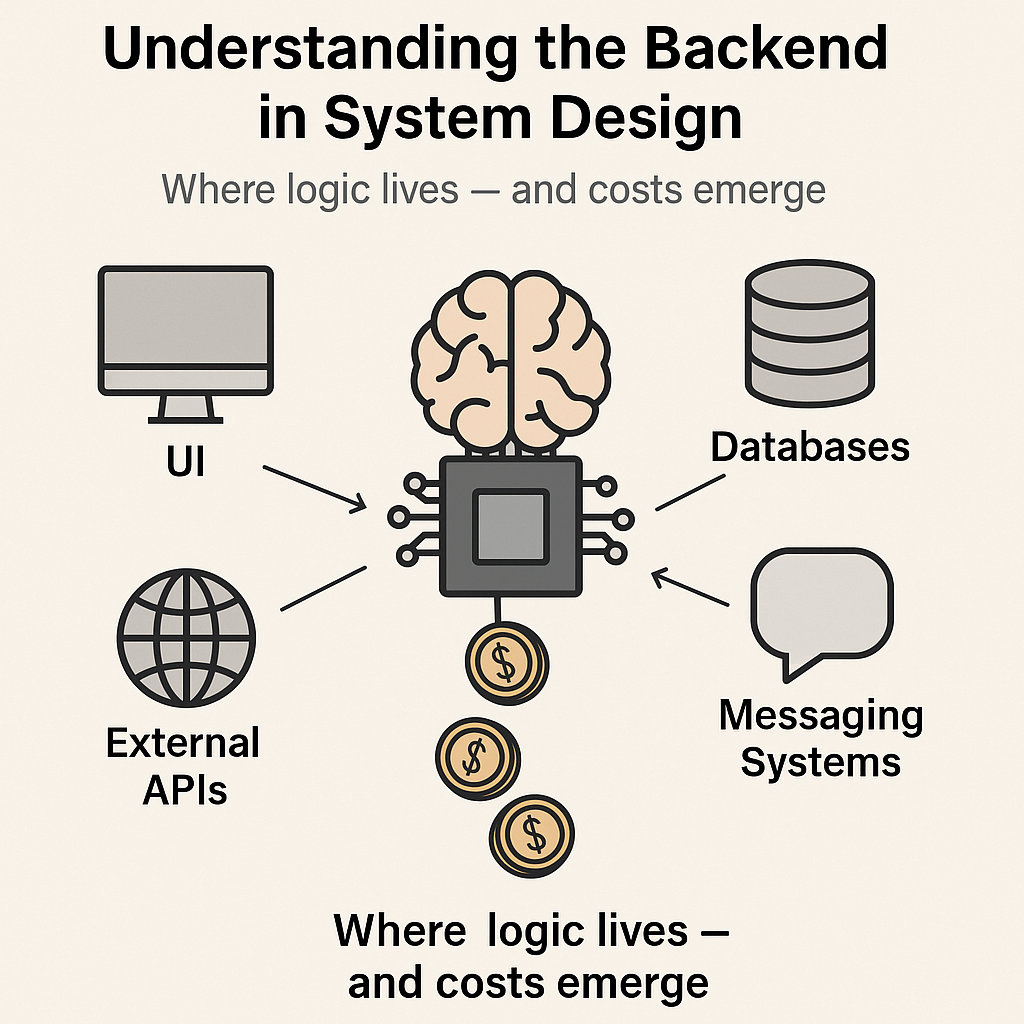 Understanding the Backend
in System Design
Where logic lives — and costs emerge
UI
Databases
External
APIs
$
$
$
Messaging
Systems
Where logic lives —
and costs emerge